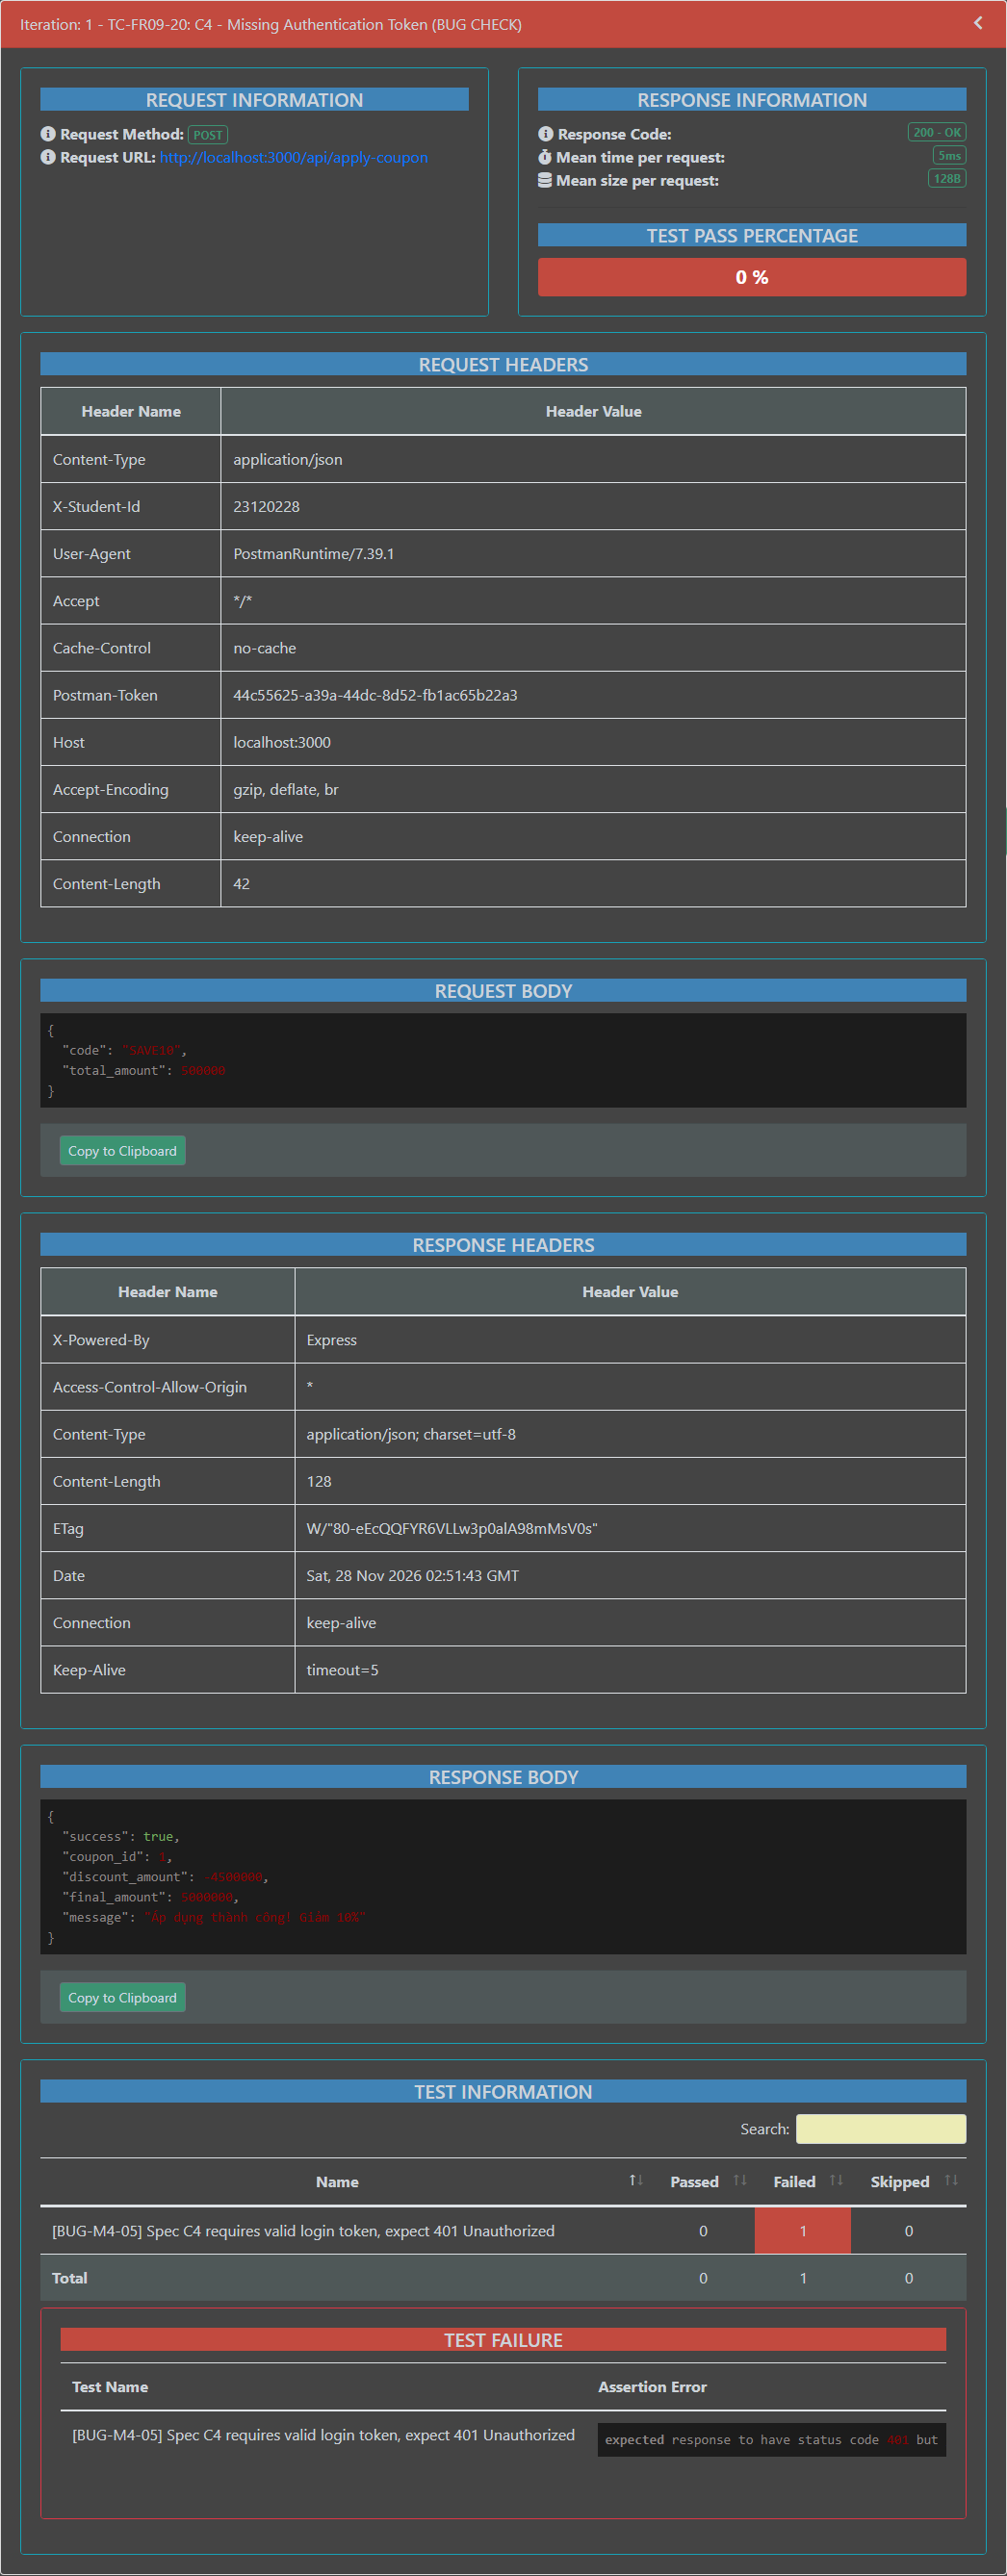 Iteration: 1 - TC-FR09-20: C4 - Missing Authentication Token (BUG CHECK)
REQUEST INFORMATION
Request Method: POST
Request URL: http://localhost:3000/api/apply-coupon
RESPONSE INFORMATION
Response Code: 200 - OK
Mean time per request: 5ms
Mean size per request: 128B
TEST PASS PERCENTAGE
0 %
REQUEST HEADERS
Header Name Header Value
Content-Type application/json
X-Student-Id 23120228
User-Agent PostmanRuntime/7.39.1
Accept */*
Cache-Control no-cache
Postman-Token 44c55625-a39a-44dc-8d52-fb1ac65b22a3
Host localhost:3000
Accept-Encoding gzip, deflate, br
Connection keep-alive
Content-Length 42
REQUEST BODY
{
"code": "SAVE10",
"total_amount": 500000
}
Copy to Clipboard
RESPONSE HEADERS
Header Name Header Value
X-Powered-By Express
Access-Control-Allow-Origin *
Content-Type application/json; charset=utf-8
Content-Length 128
ETag W/"80-eEcQQFYR6VLLw3p0alA98mMsV0s"
Date Sat, 28 Nov 2026 02:51:43 GMT
Connection keep-alive
Keep-Alive timeout=5
RESPONSE BODY
{
"success": true,
"coupon_id": 1,
"discount_amount": -4500000,
"final_amount": 5000000,
"message": "Áp dụng thành công! Giảm 10%"
}
Copy to Clipboard
TEST INFORMATION
Search:
Name Passed Failed Skipped
[BUG-M4-05] Spec C4 requires valid login token, expect 401 Unauthorized 0 1 0
Total 0 1 0
TEST FAILURE
Test Name Assertion Error
[BUG-M4-05] Spec C4 requires valid login token, expect 401 Unauthorized expected response to have status code 401 but